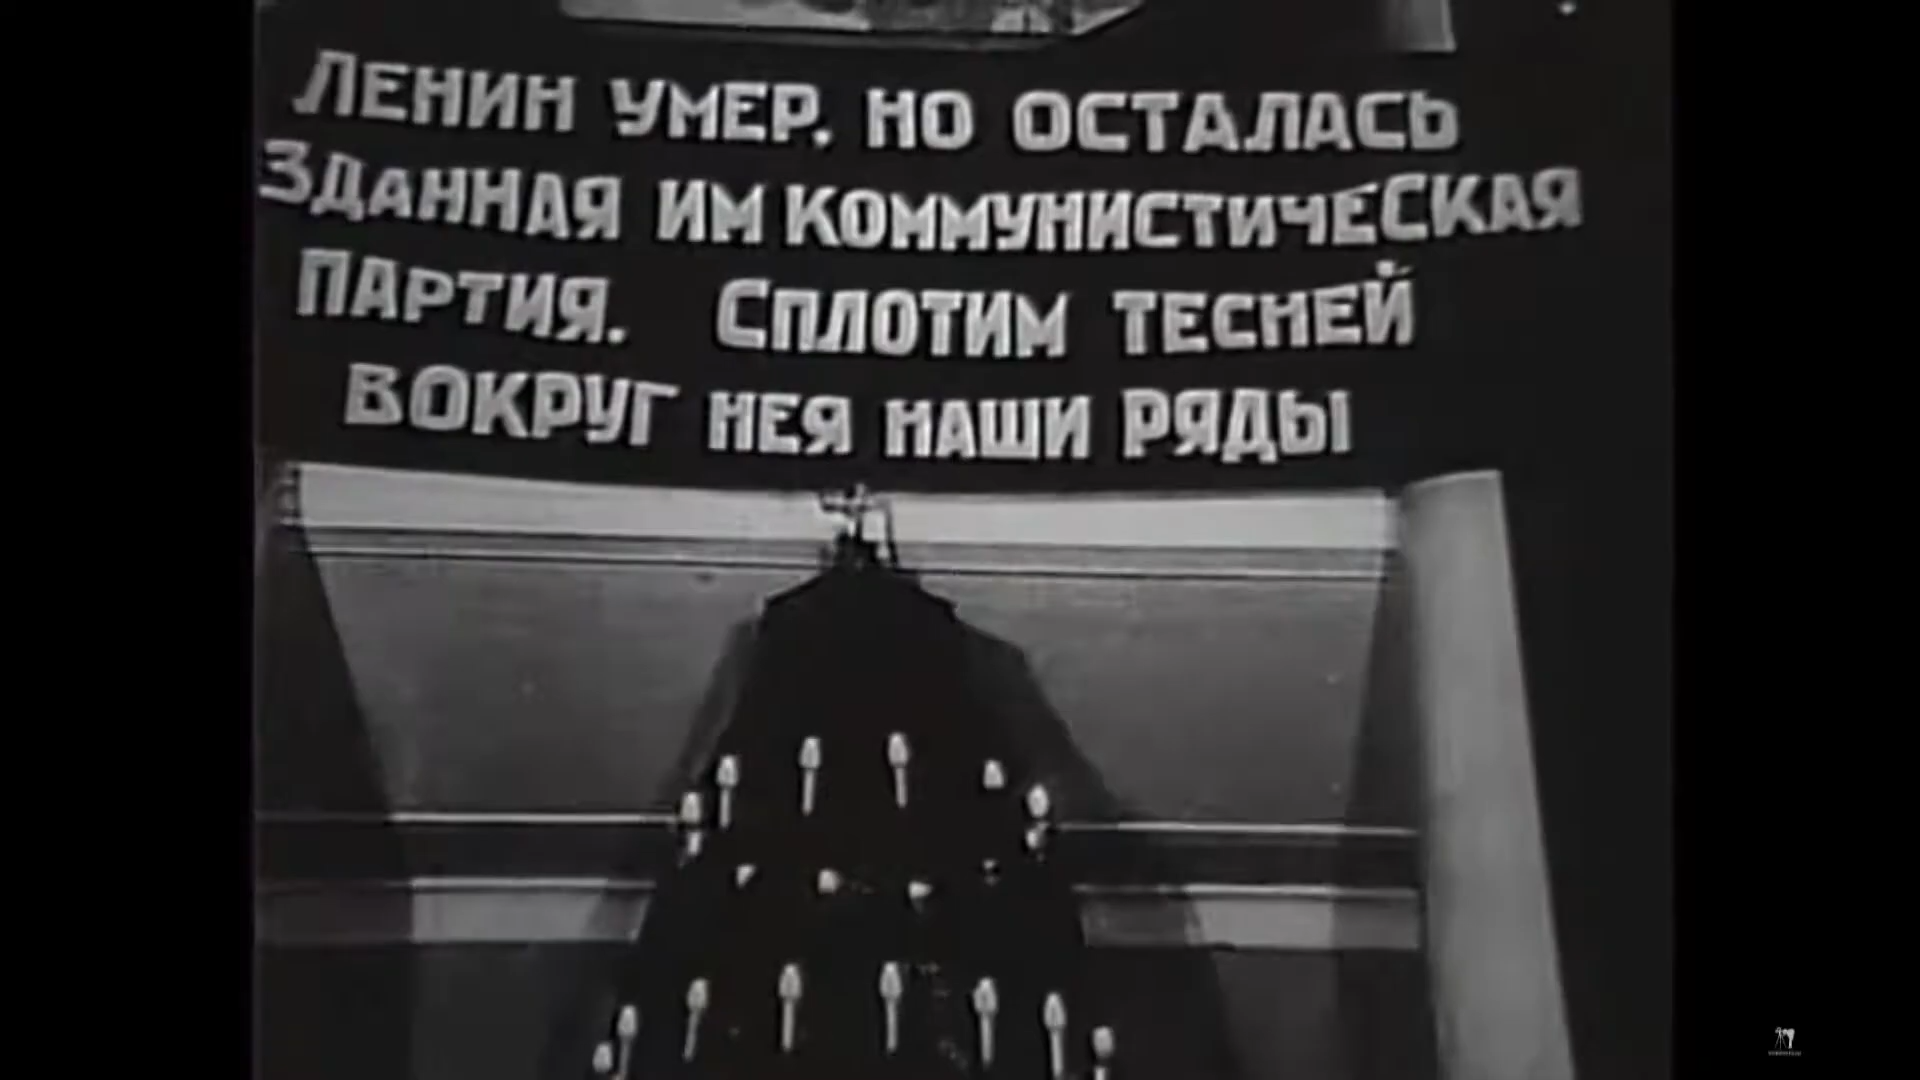 ЛЕНИН УМЕР, НО ОСТАЛАСЬ
ЗДАННАЯ ИМ КОММУНИСТИЧЕСКАЯ
ПАРТИЯ. СПЛОТИМ ТЕСНЕЙ
ВОКРУГ НЕЯ НАШИ РЯДЫ